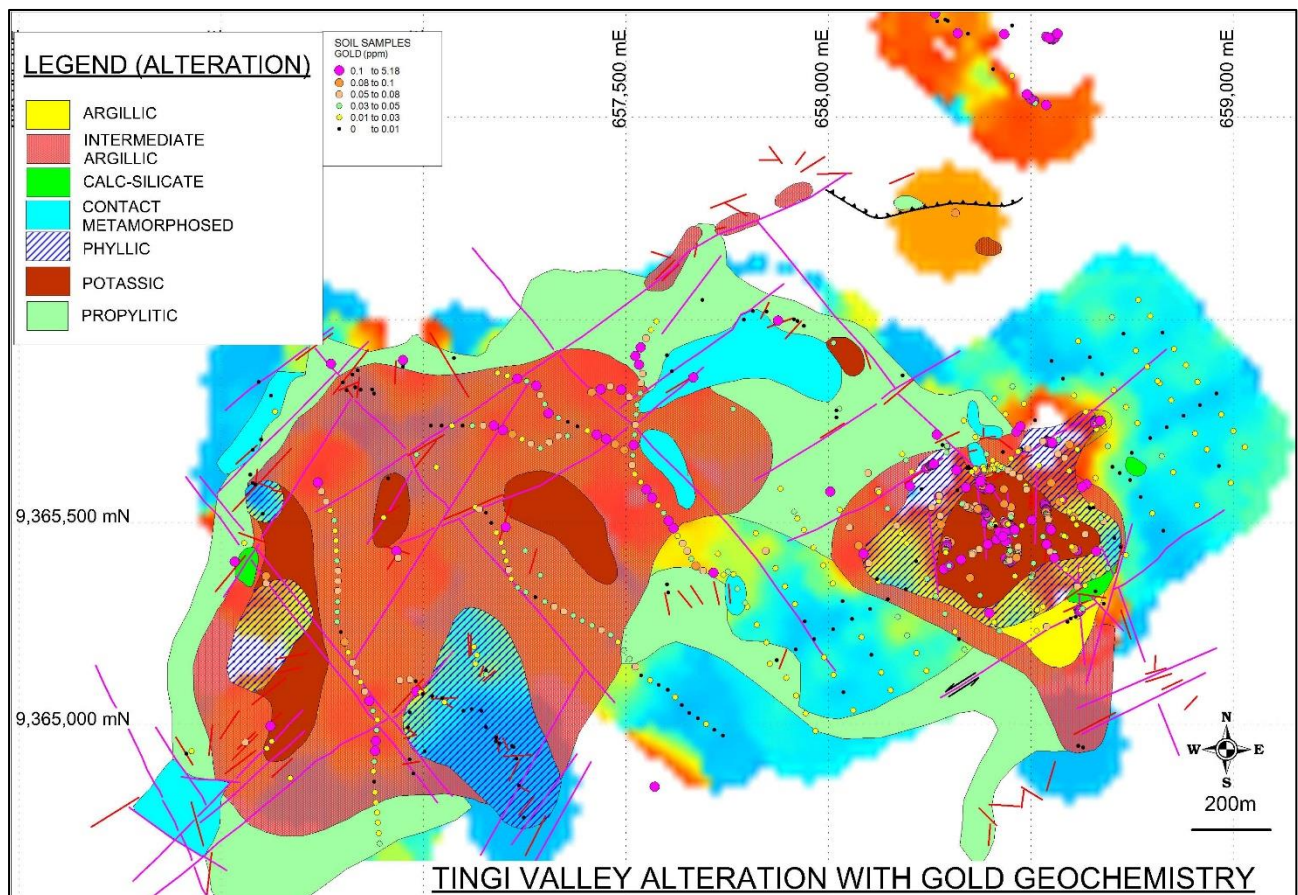 LEGEND (ALTERATION)
ARGILLIC
INTERMEDIATE
ARGILLIC
CALC-SILICATE
CONTACT
METAMORPHOSED
PHYLLIC
POTASSIC
PROPYLITIC
SOIL SAMPLES
GOLD (ppm)
0.1 to 5.18
0.08 to 0.1
0.05 to 0.08
0.03 to 0.05
0.01 to 0.03
0 to 0.01
657,500 mE
658,000 mE
659,000 mE
9,365,500 mN
9,365,000 mN
N
W E
S
200m
TINGI VALLEY ALTERATION WITH GOLD GEOCHEMISTRY